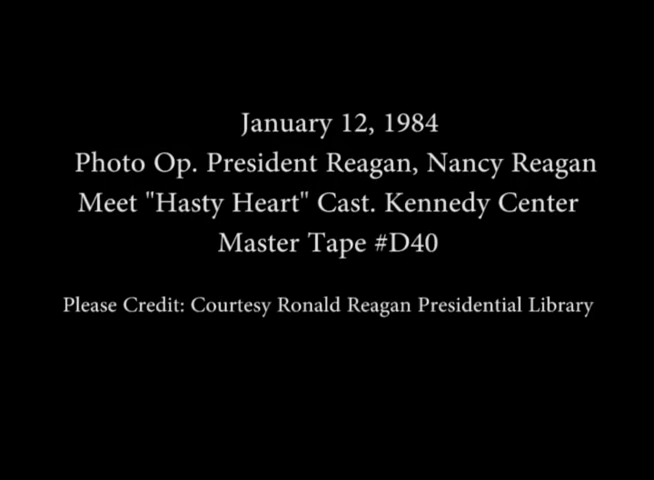 January 12, 1984
Photo Op. President Reagan, Nancy Reagan
Meet "Hasty Heart" Cast. Kennedy Center
Master Tape #D40
Please Credit: Courtesy Ronald Reagan Presidential Library